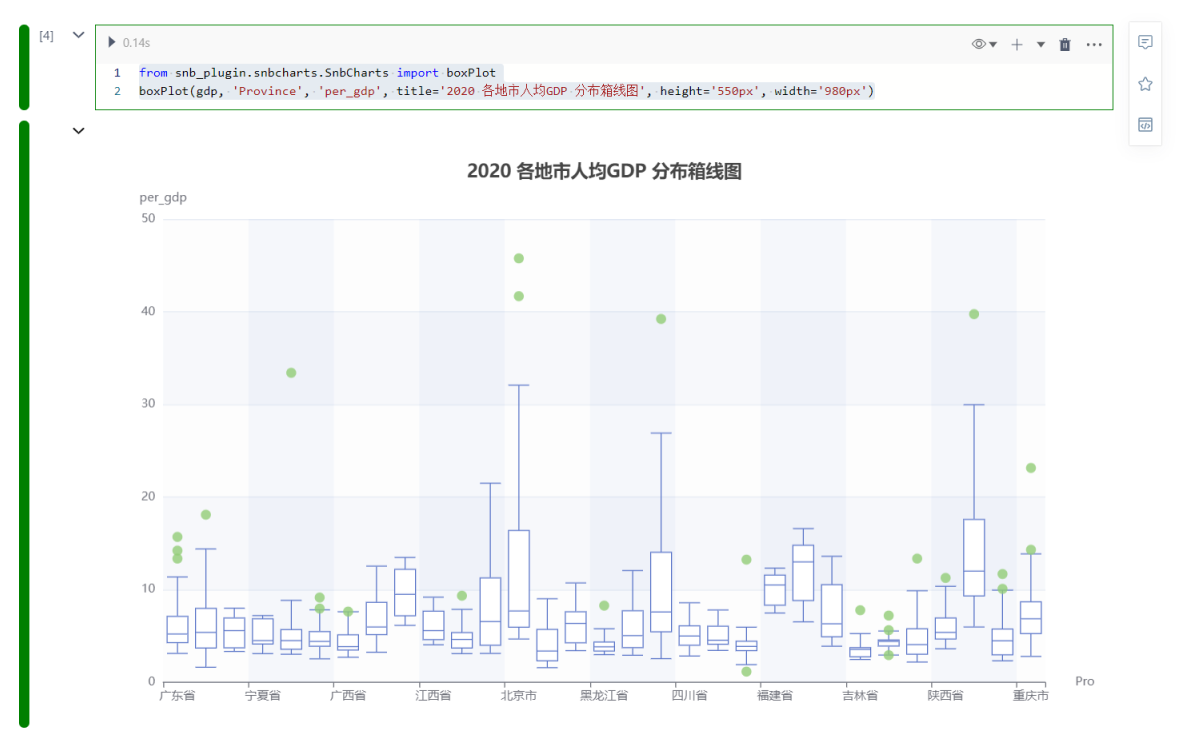 [4]
0.14s
1 from snb_plugin.snbcharts.SnbCharts import boxPlot
2 boxPlot(gdp, 'Province', 'per_gdp', title='2020 各地市人均GDP 分布箱线图', height='550px', width='980px')
2020 各地市人均GDP 分布箱线图
per_gdp
50
40
30
20
10
0
广东省 宁夏省 广西省 江西省 北京市 黑龙江省 四川省 福建省 吉林省 陕西省 重庆市
Pro